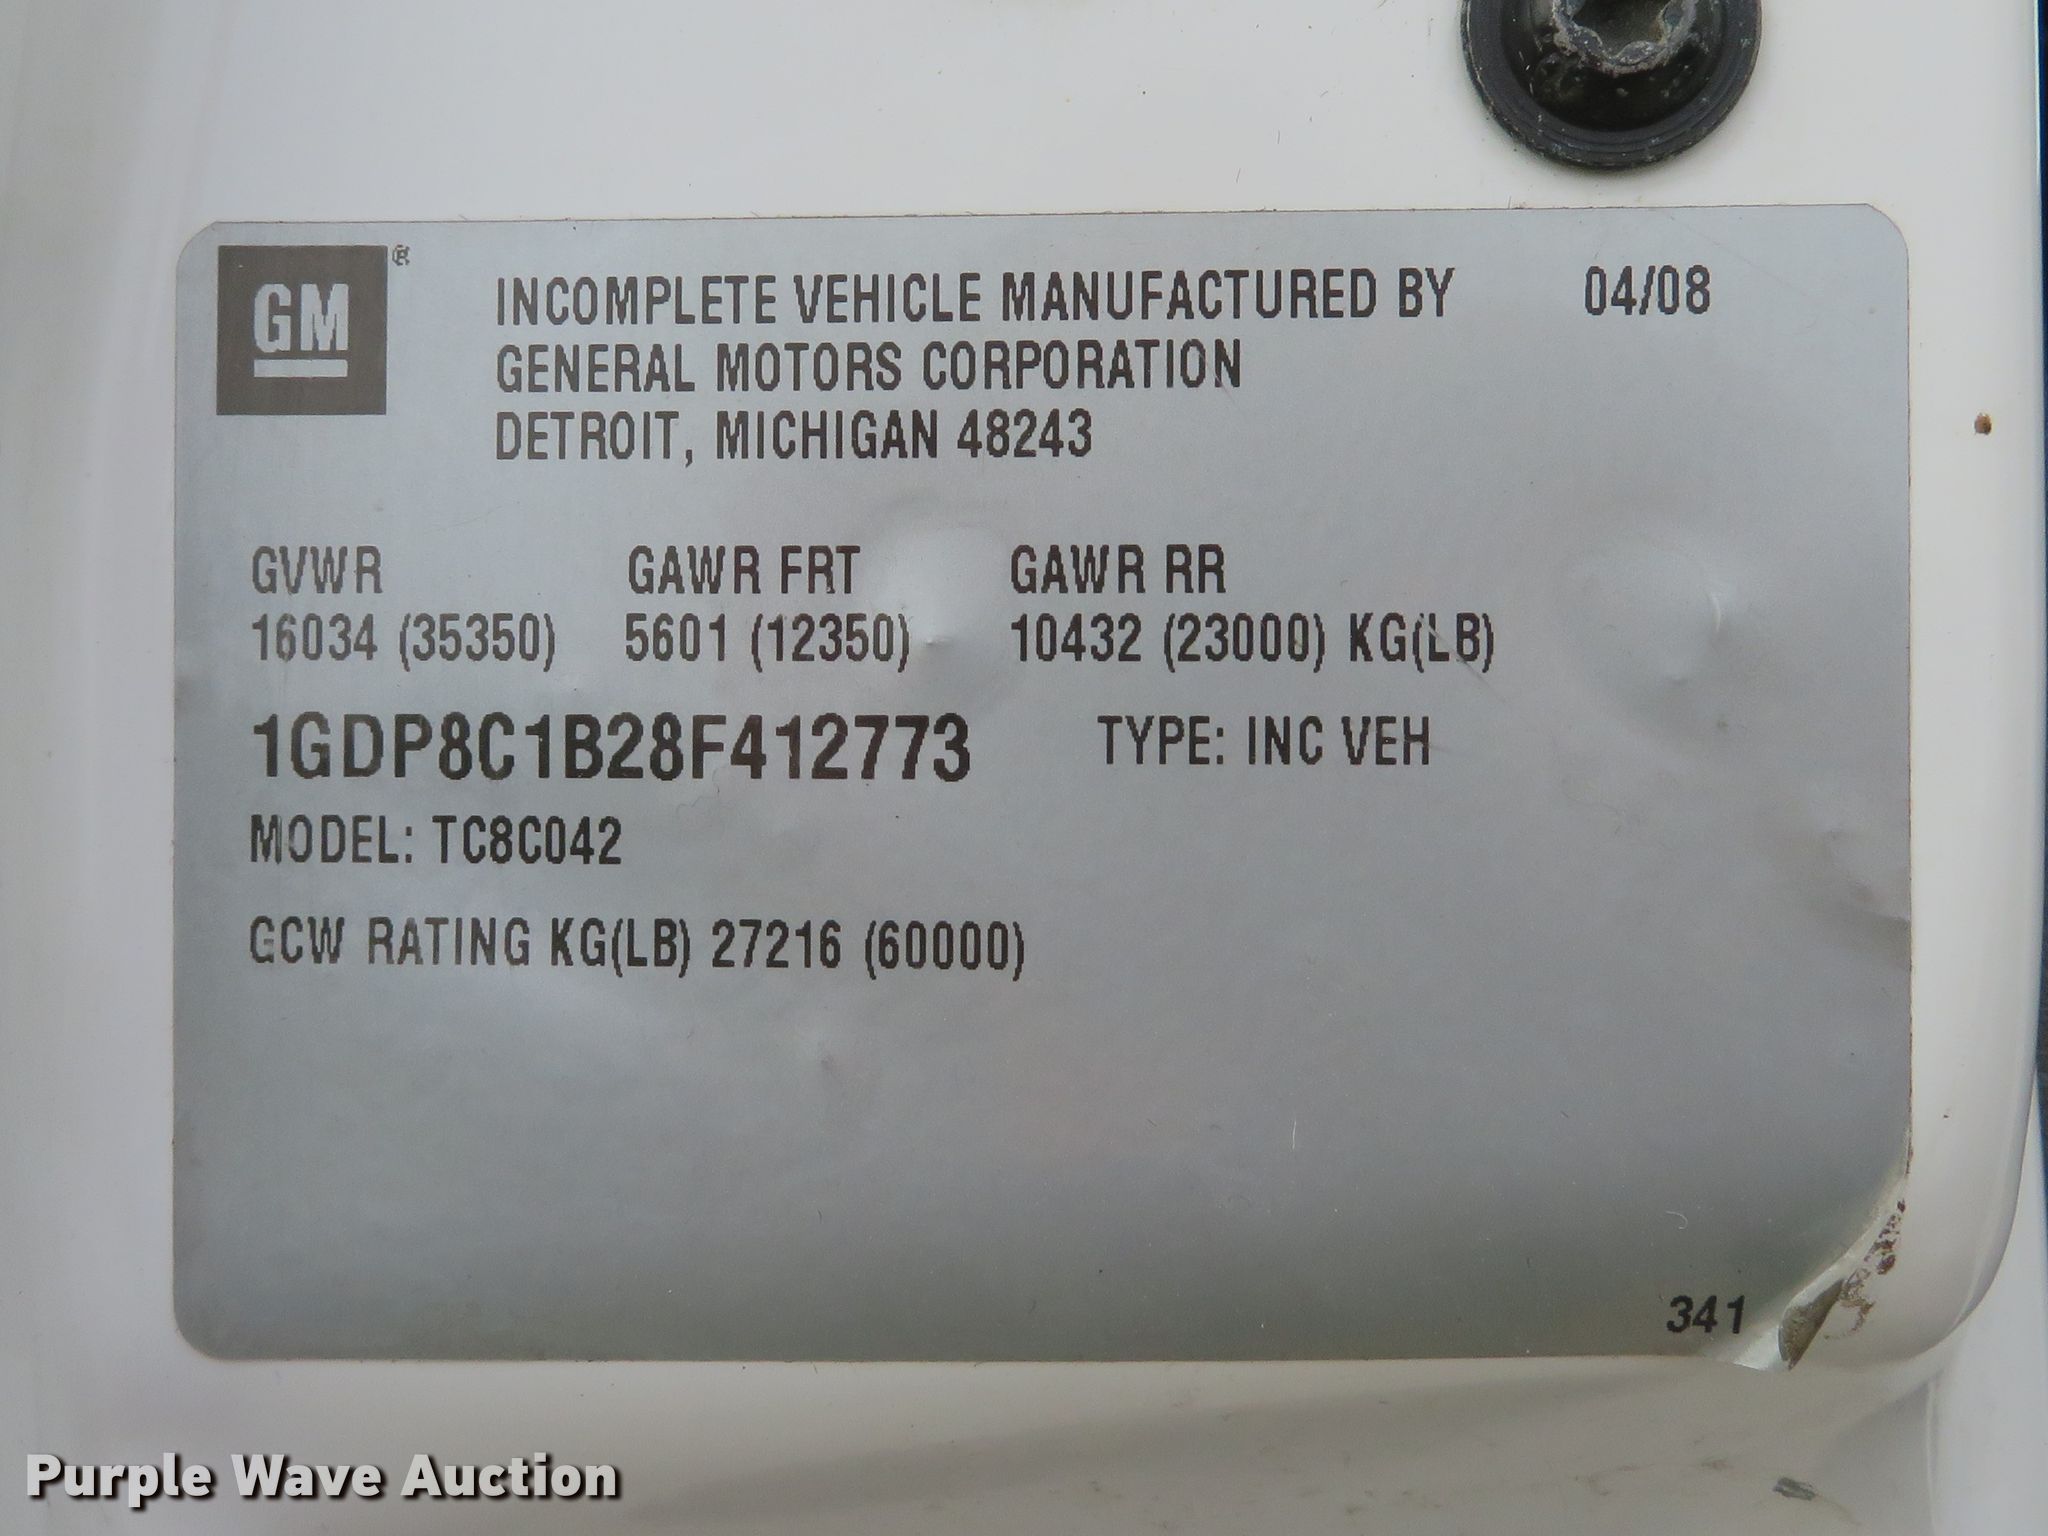 GM®
INCOMPLETE VEHICLE MANUFACTURED BY 04/08
GENERAL MOTORS CORPORATION
DETROIT, MICHIGAN 48243
GVWR GAWR FRT GAWR RR
16034 (35350) 5601 (12350) 10432 (23000) KG(LB)
1GDP8C1B28F412773 TYPE: INC VEH
MODEL: TC8C042
GCW RATING KG(LB) 27216 (60000)
341
Purple Wave Auction